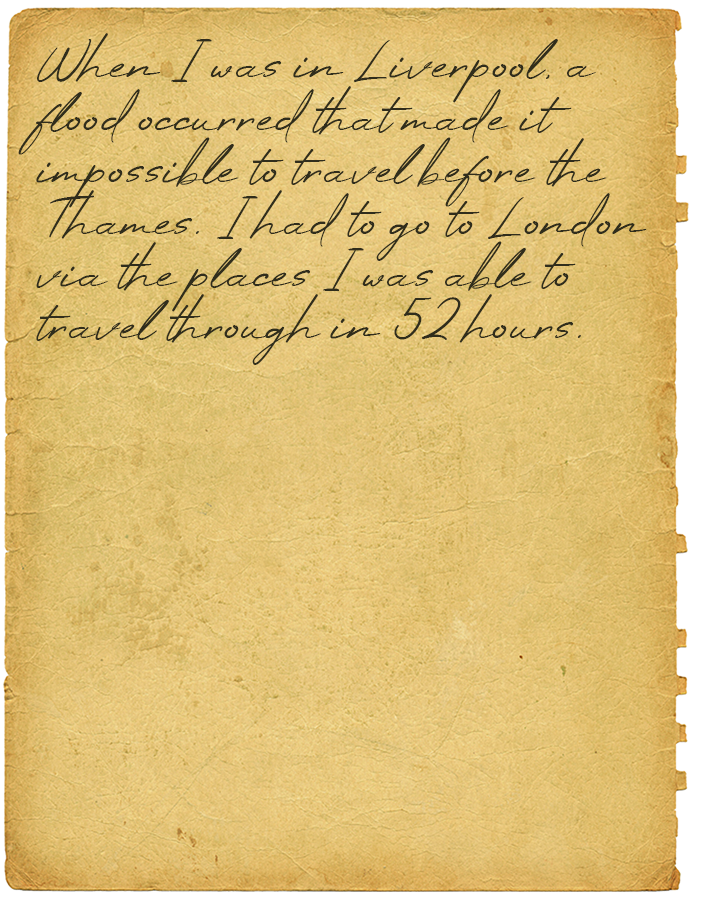 When I was in Liverpool, a
flood occurred that made it
impossible to travel before the
Thames. I had to go to London
via the places I was able to
travel through in 52 hours.